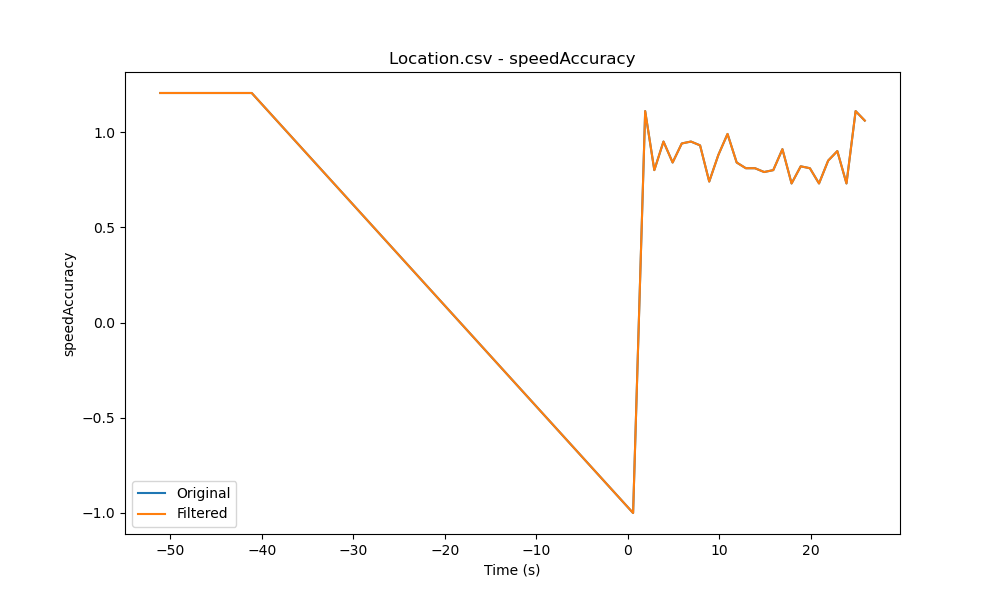 Location.csv - speedAccuracy
speedAccuracy
1.0
0.5
0.0
−0.5
−1.0
Original
Filtered
−50
−40
−30
−20
−10
0
10
20
Time (s)